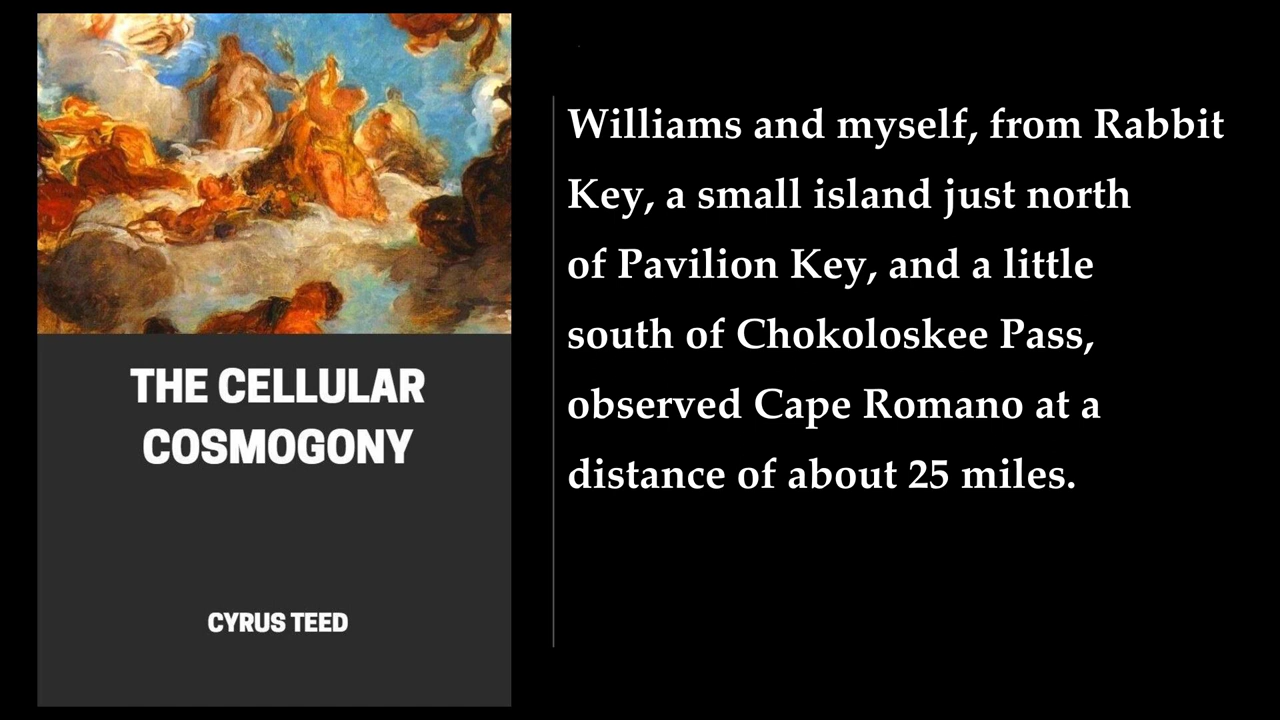 THE CELLULAR
COSMOGONY
CYRUS TEED
Williams and myself, from Rabbit
Key, a small island just north
of Pavilion Key, and a little
south of Chokoloskee Pass,
observed Cape Romano at a
distance of about 25 miles.